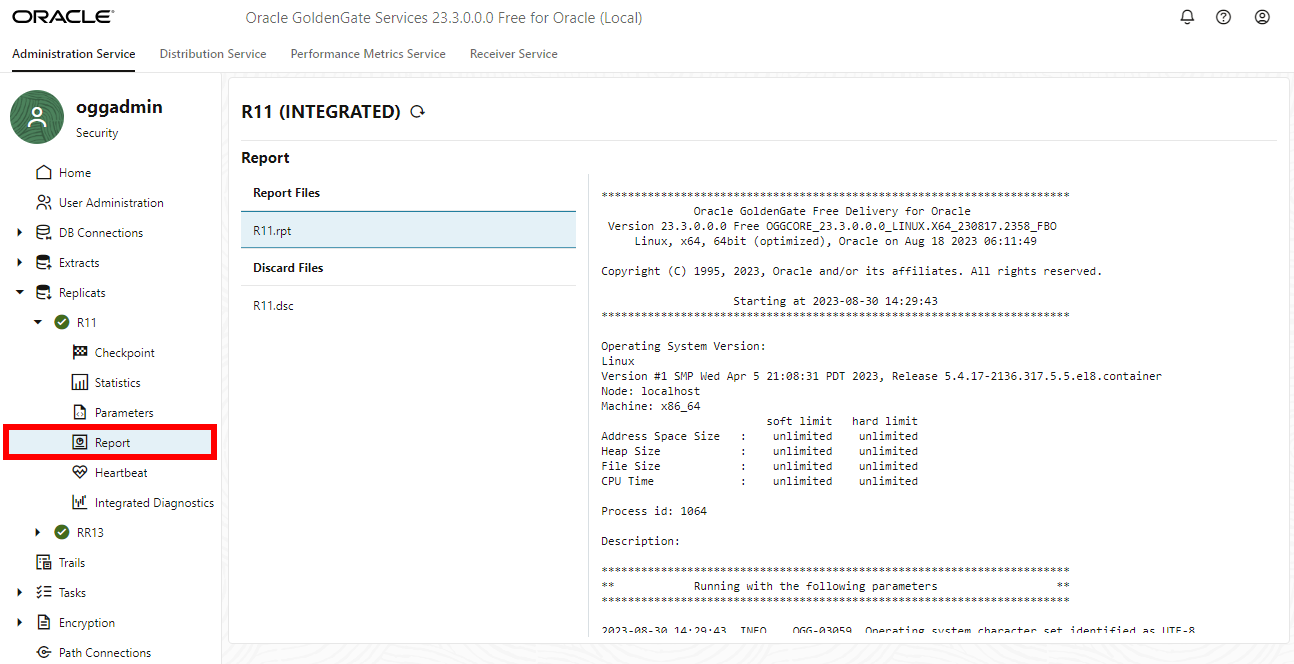 ORACLE
Oracle GoldenGate Services 23.3.0.0.0 Free for Oracle (Local)
Administration Service
Distribution Service
Performance Metrics Service
Receiver Service
oggadmin
Security
Home
User Administration
DB Connections
Extracts
Replicats
R11
Checkpoint
Statistics
Parameters
Report
Heartbeat
Integrated Diagnostics
RR13
Trails
Tasks
Encryption
Path Connections
R11 (INTEGRATED)
Report
Report Files
R11.rpt
Discard Files
R11.dsc
***********************************************************************
Oracle GoldenGate Free Delivery for Oracle
Version 23.3.0.0.0 Free OGGCORE_23.3.0.0.0_LINUX.X64_230817.2358_FBO
Linux, x64, 64bit (optimized), Oracle on Aug 18 2023 06:11:49
Copyright (C) 1995, 2023, Oracle and/or its affiliates. All rights reserved.
Starting at 2023-08-30 14:29:43
***********************************************************************
Operating System Version:
Linux
Version #1 SMP Wed Apr 5 21:08:31 PDT 2023, Release 5.4.17-2136.317.5.5.el8.container
Node: localhost
Machine: x86_64
soft limit hard limit
Address Space Size : unlimited unlimited
Heap Size : unlimited unlimited
File Size : unlimited unlimited
CPU Time : unlimited unlimited
Process id: 1064
Description:
***********************************************************************
** Running with the following parameters **
***********************************************************************
2023-08-30 14:29:43 INFO OGG-03059 Operating system character set identified as UTF-8